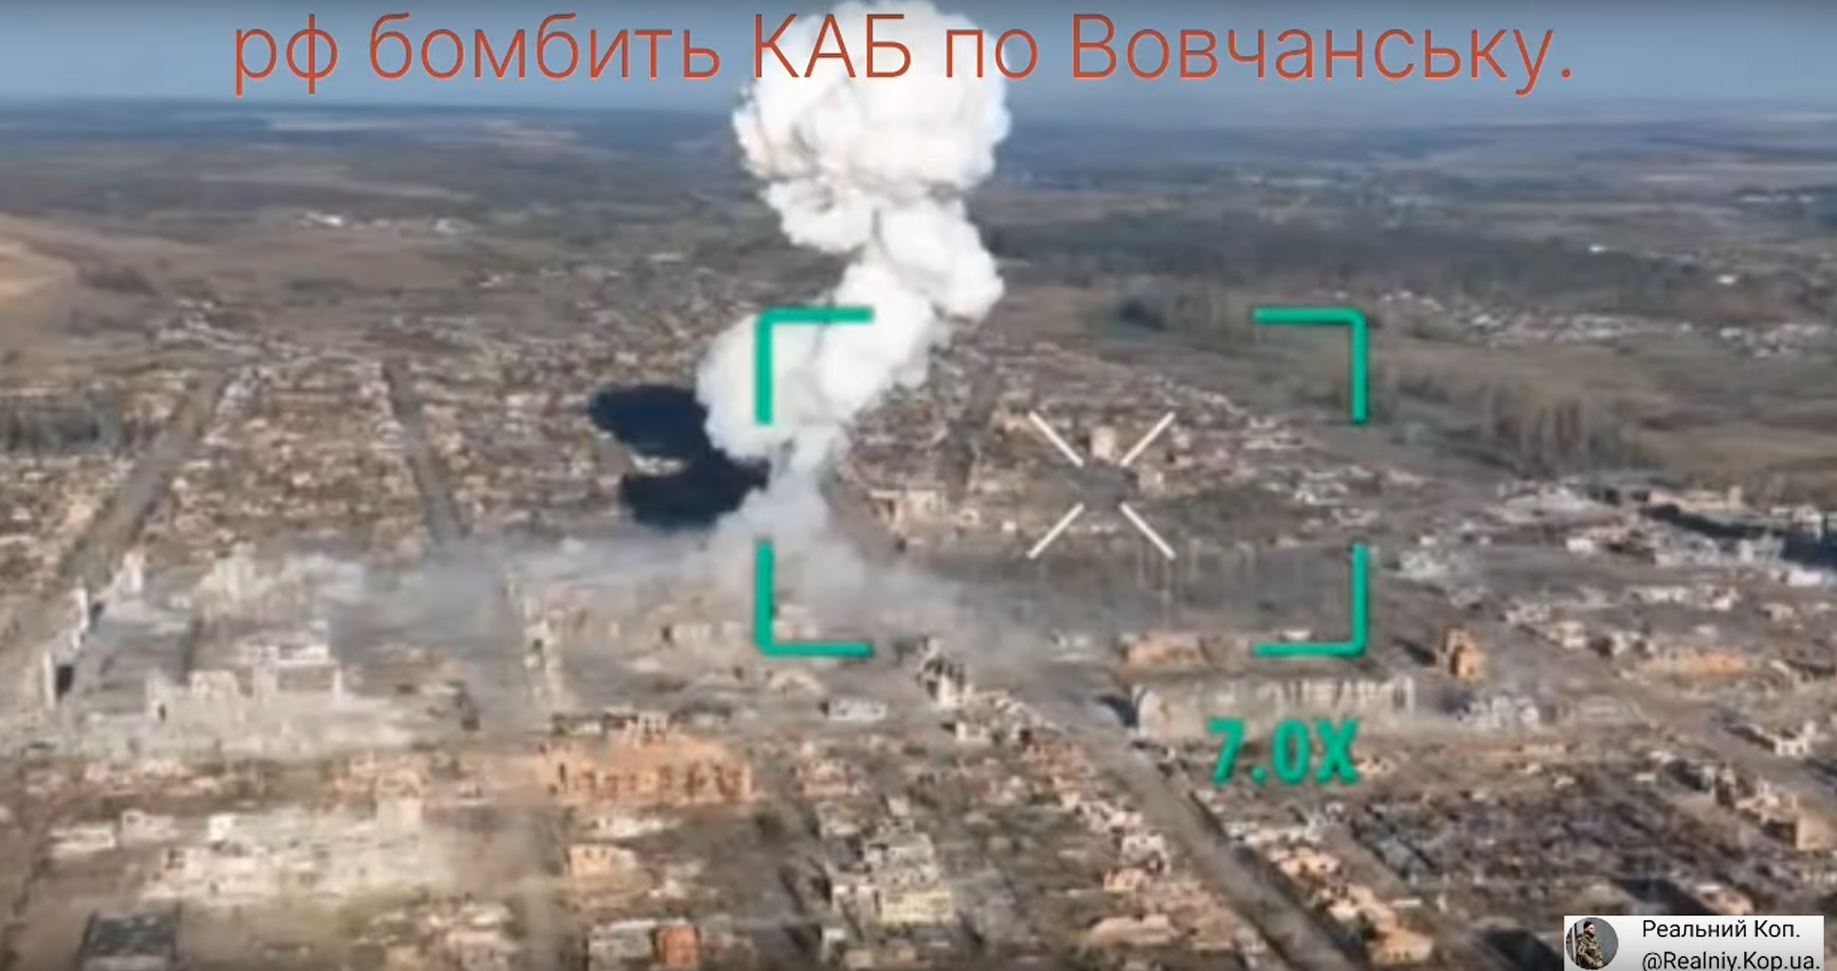 рф бомбить КАБ по Вовчанську.
7.0X
Реальний Коп.
@Realniy.Kop.ua.